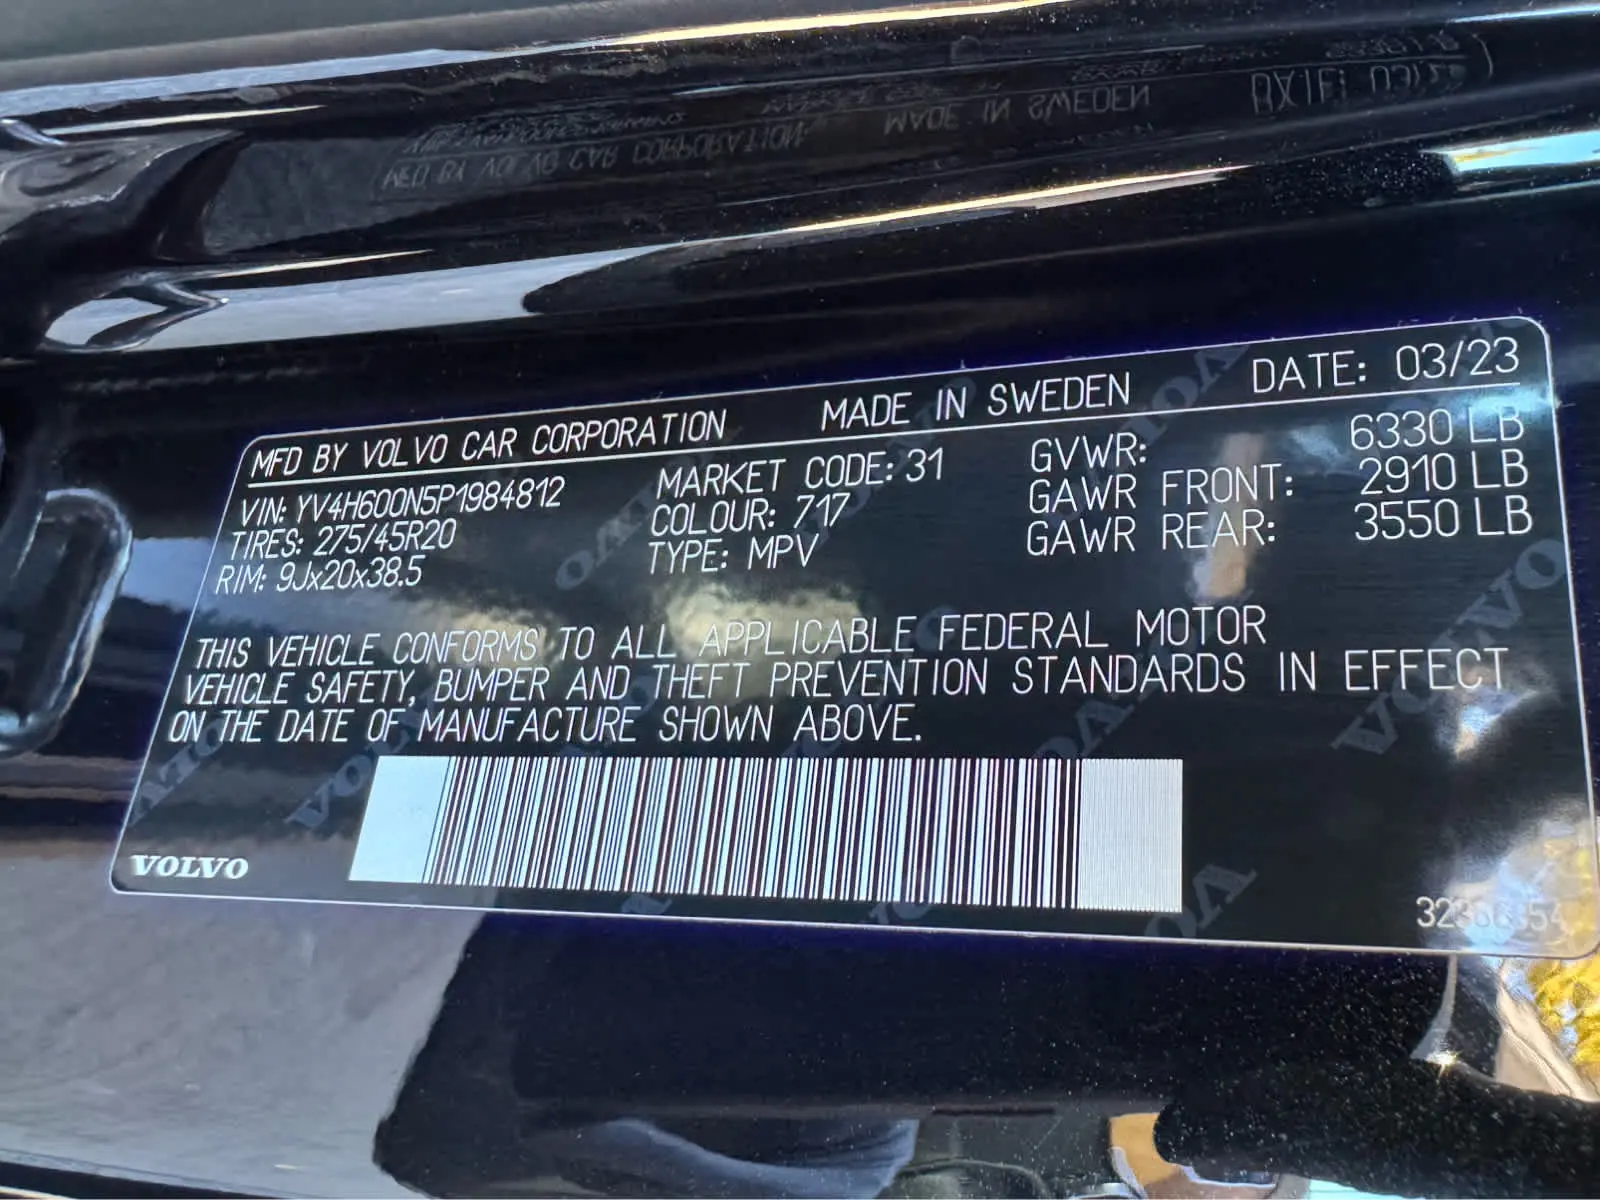 MFD BY VOLVO CAR CORPORATION MADE IN SWEDEN DATE: 03/23
VIN: YV4H600N5P1984812 MARKET CODE: 31 GVWR: 6330 LB
TIRES: 275/45R20 COLOUR: 717 GAWR FRONT: 2910 LB
RIM: 9Jx20x38.5 TYPE: MPV GAWR REAR: 3550 LB
THIS VEHICLE CONFORMS TO ALL APPLICABLE FEDERAL MOTOR
VEHICLE SAFETY, BUMPER AND THEFT PREVENTION STANDARDS IN EFFECT
ON THE DATE OF MANUFACTURE SHOWN ABOVE.
VOLVO